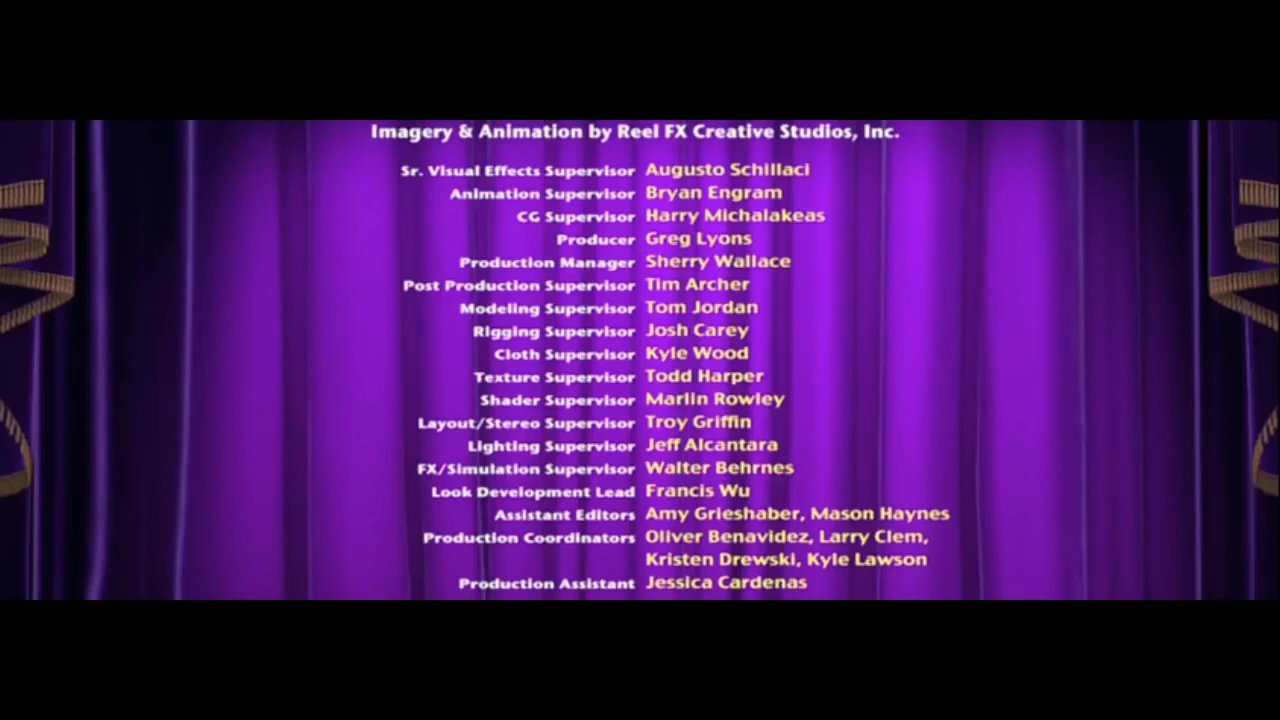 Imagery & Animation by Reel FX Creative Studios, Inc.
Sr. Visual Effects Supervisor Augusto Schillaci
Animation Supervisor Bryan Engram
CG Supervisor Harry Michalakeas
Producer Greg Lyons
Production Manager Sherry Wallace
Post Production Supervisor Tim Archer
Modeling Supervisor Tom Jordan
Rigging Supervisor Josh Carey
Cloth Supervisor Kyle Wood
Texture Supervisor Todd Harper
Shader Supervisor Marlin Rowley
Layout/Stereo Supervisor Troy Griffin
Lighting Supervisor Jeff Alcantara
FX/Simulation Supervisor Walter Behrnes
Look Development Lead Francis Wu
Assistant Editors Amy Grieshaber, Mason Haynes
Production Coordinators Oliver Benavidez, Larry Clem,
Kristen Drewski, Kyle Lawson
Production Assistant Jessica Cardenas